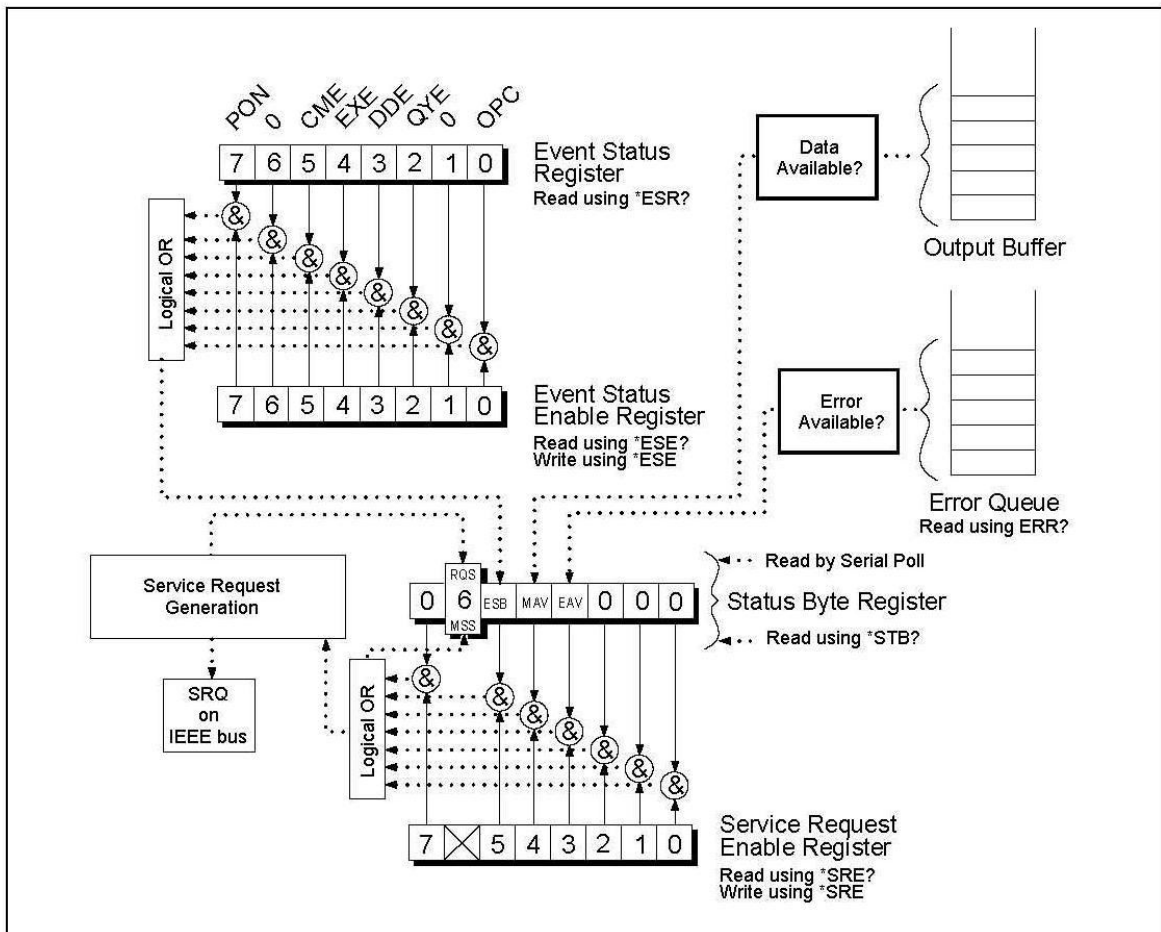 PON
0
CME
EXE
DDE
QYE
0
OPC
7 6 5 4 3 2 1 0
Event Status
Register
Read using *ESR?
& & & & & & & &
Logical OR
7 6 5 4 3 2 1 0
Event Status
Enable Register
Read using *ESE?
Write using *ESE
Data
Available?
Output Buffer
Error
Available?
Error Queue
Read using ERR?
Service Request
Generation
SRQ
on
IEEE bus
RQS
0 6 ESB MAV EAV 0 0 0
MSS
Read by Serial Poll
Status Byte Register
Read using *STB?
& & & & & & &
Logical OR
7 5 4 3 2 1 0
Service Request
Enable Register
Read using *SRE?
Write using *SRE